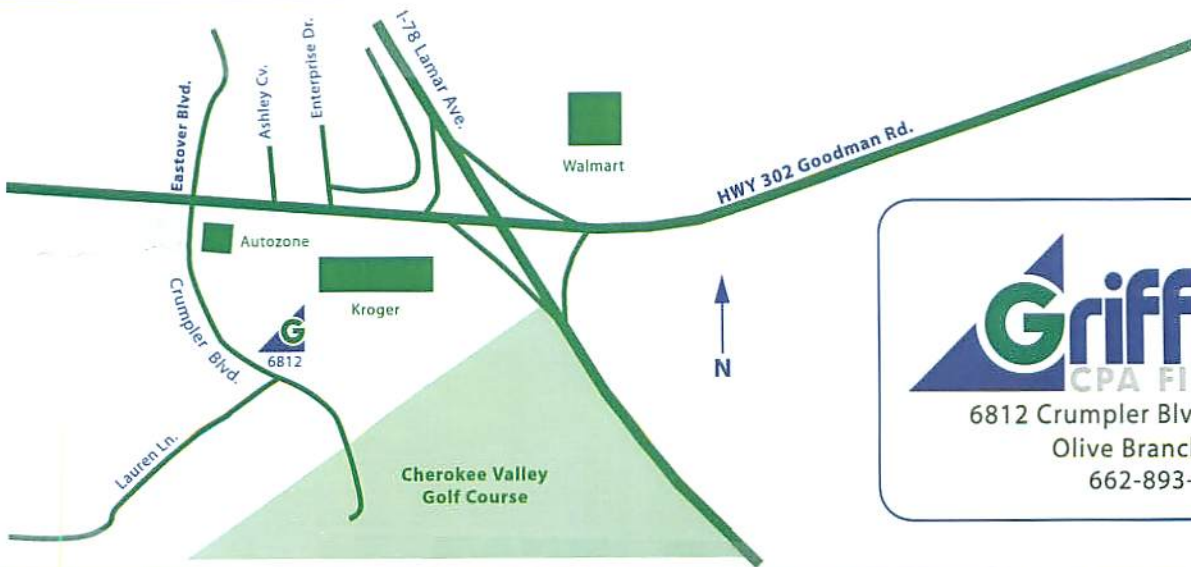 Eastover Blvd.
Ashley Cv.
Enterprise Dr.
I-78 Lamar Ave.
Walmart
HWY 302 Goodman Rd.
Autozone
Kroger
Crumpler Blvd.
G
6812
N
Lauren Ln.
Cherokee Valley
Golf Course
Griff
CPA FI
6812 Crumpler Blv
Olive Branc
662-893-